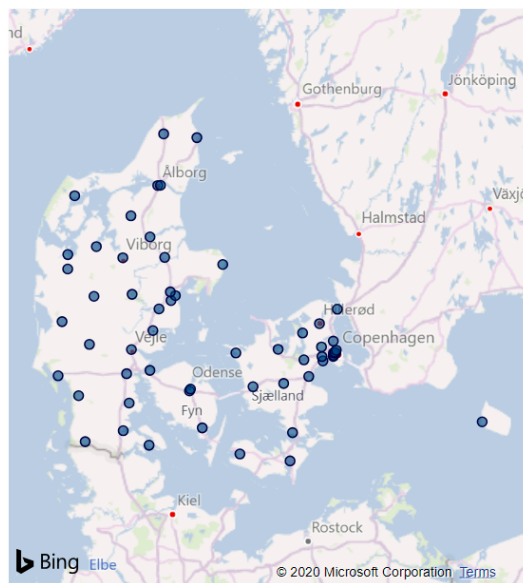 nd
Jönköping
Gothenburg
Ålborg
Växjö
Halmstad
Viborg
Hillerød
Copenhagen
Vejle
Odense
Sjælland
Fyn
Kiel
Rostock
Bing
Elbe
© 2020 Microsoft Corporation Terms